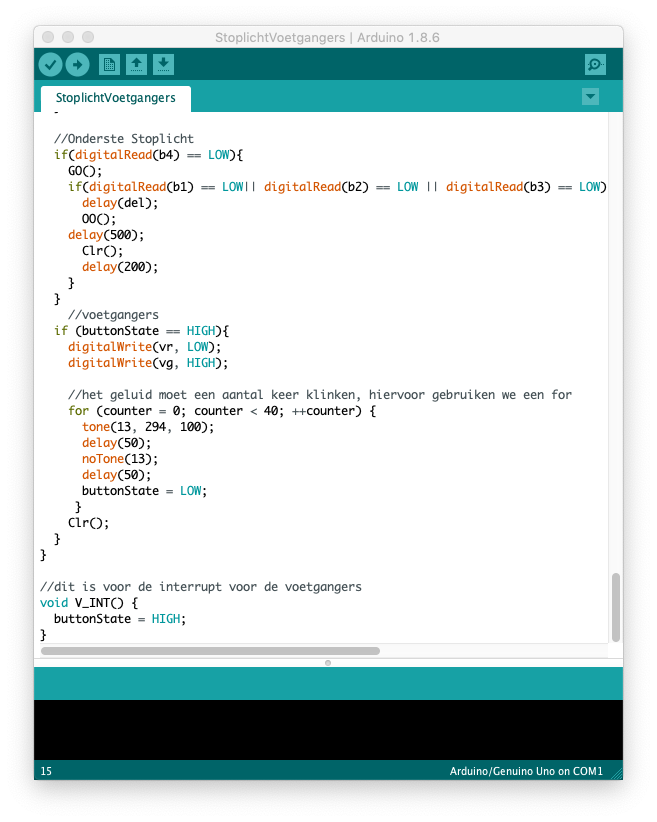 StoplichtVoetgangers | Arduino 1.8.6
StoplichtVoetgangers
//Onderste Stoplicht
if(digitalRead(b4) == LOW){
GO();
if(digitalRead(b1) == LOW|| digitalRead(b2) == LOW || digitalRead(b3) == LOW)
delay(del);
OO();
delay(500);
Clr();
delay(200);
}
}
//voetgangers
if (buttonState == HIGH){
digitalWrite(vr, LOW);
digitalWrite(vg, HIGH);
//het geluid moet een aantal keer klinken, hiervoor gebruiken we een for
for (counter = 0; counter < 40; ++counter) {
tone(13, 294, 100);
delay(50);
noTone(13);
delay(50);
buttonState = LOW;
}
Clr();
}
}
//dit is voor de interrupt voor de voetgangers
void V_INT() {
buttonState = HIGH;
}
15
Arduino/Genuino Uno on COM1